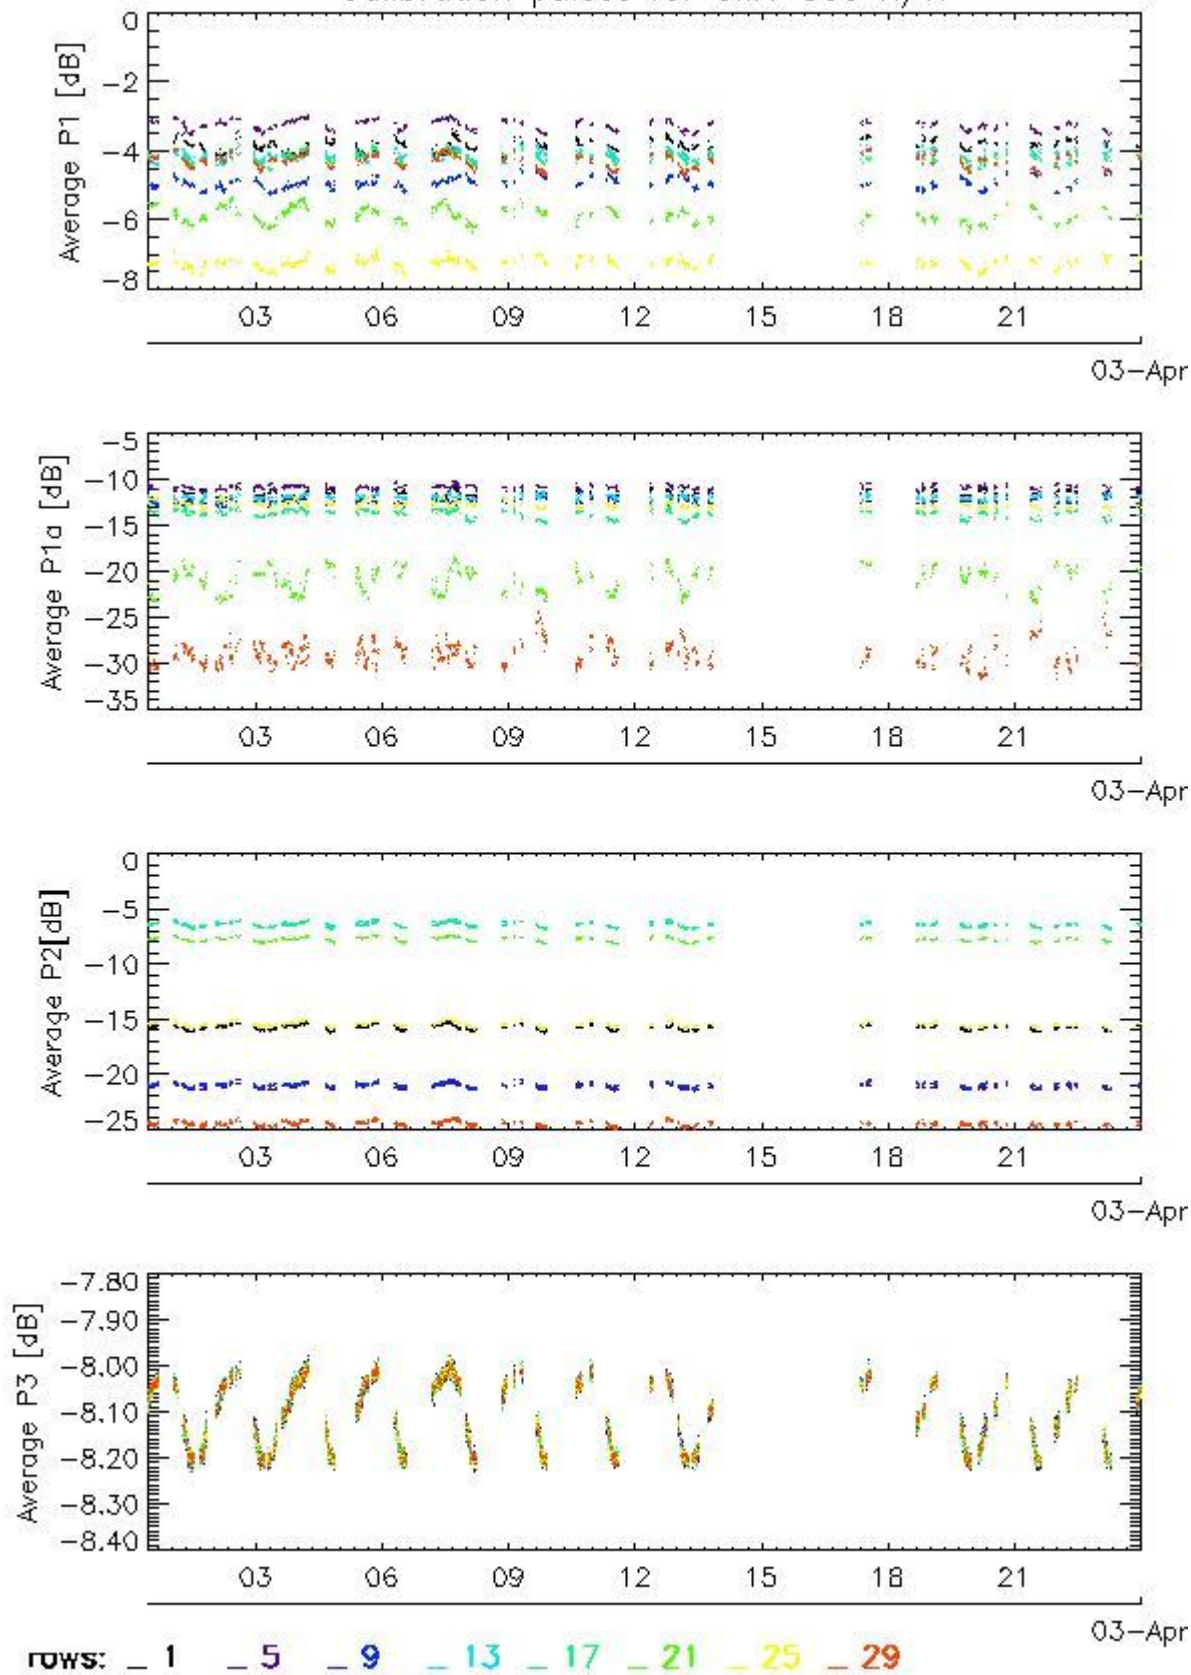 Average P1 [dB]
0
−2
−4
−6
−8
03 06 09 12 15 18 21
03−Apr
Average P1a [dB]
−5
−10
−15
−20
−25
−30
−35
03 06 09 12 15 18 21
03−Apr
Average P2[dB]
0
−5
−10
−15
−20
−25
03 06 09 12 15 18 21
03−Apr
Average P3 [dB]
−7.80
−7.90
−8.00
−8.10
−8.20
−8.30
−8.40
03 06 09 12 15 18 21
03−Apr
rows: _ 1 _ 5 _ 9 _ 13 _ 17 _ 21 _ 25 _ 29